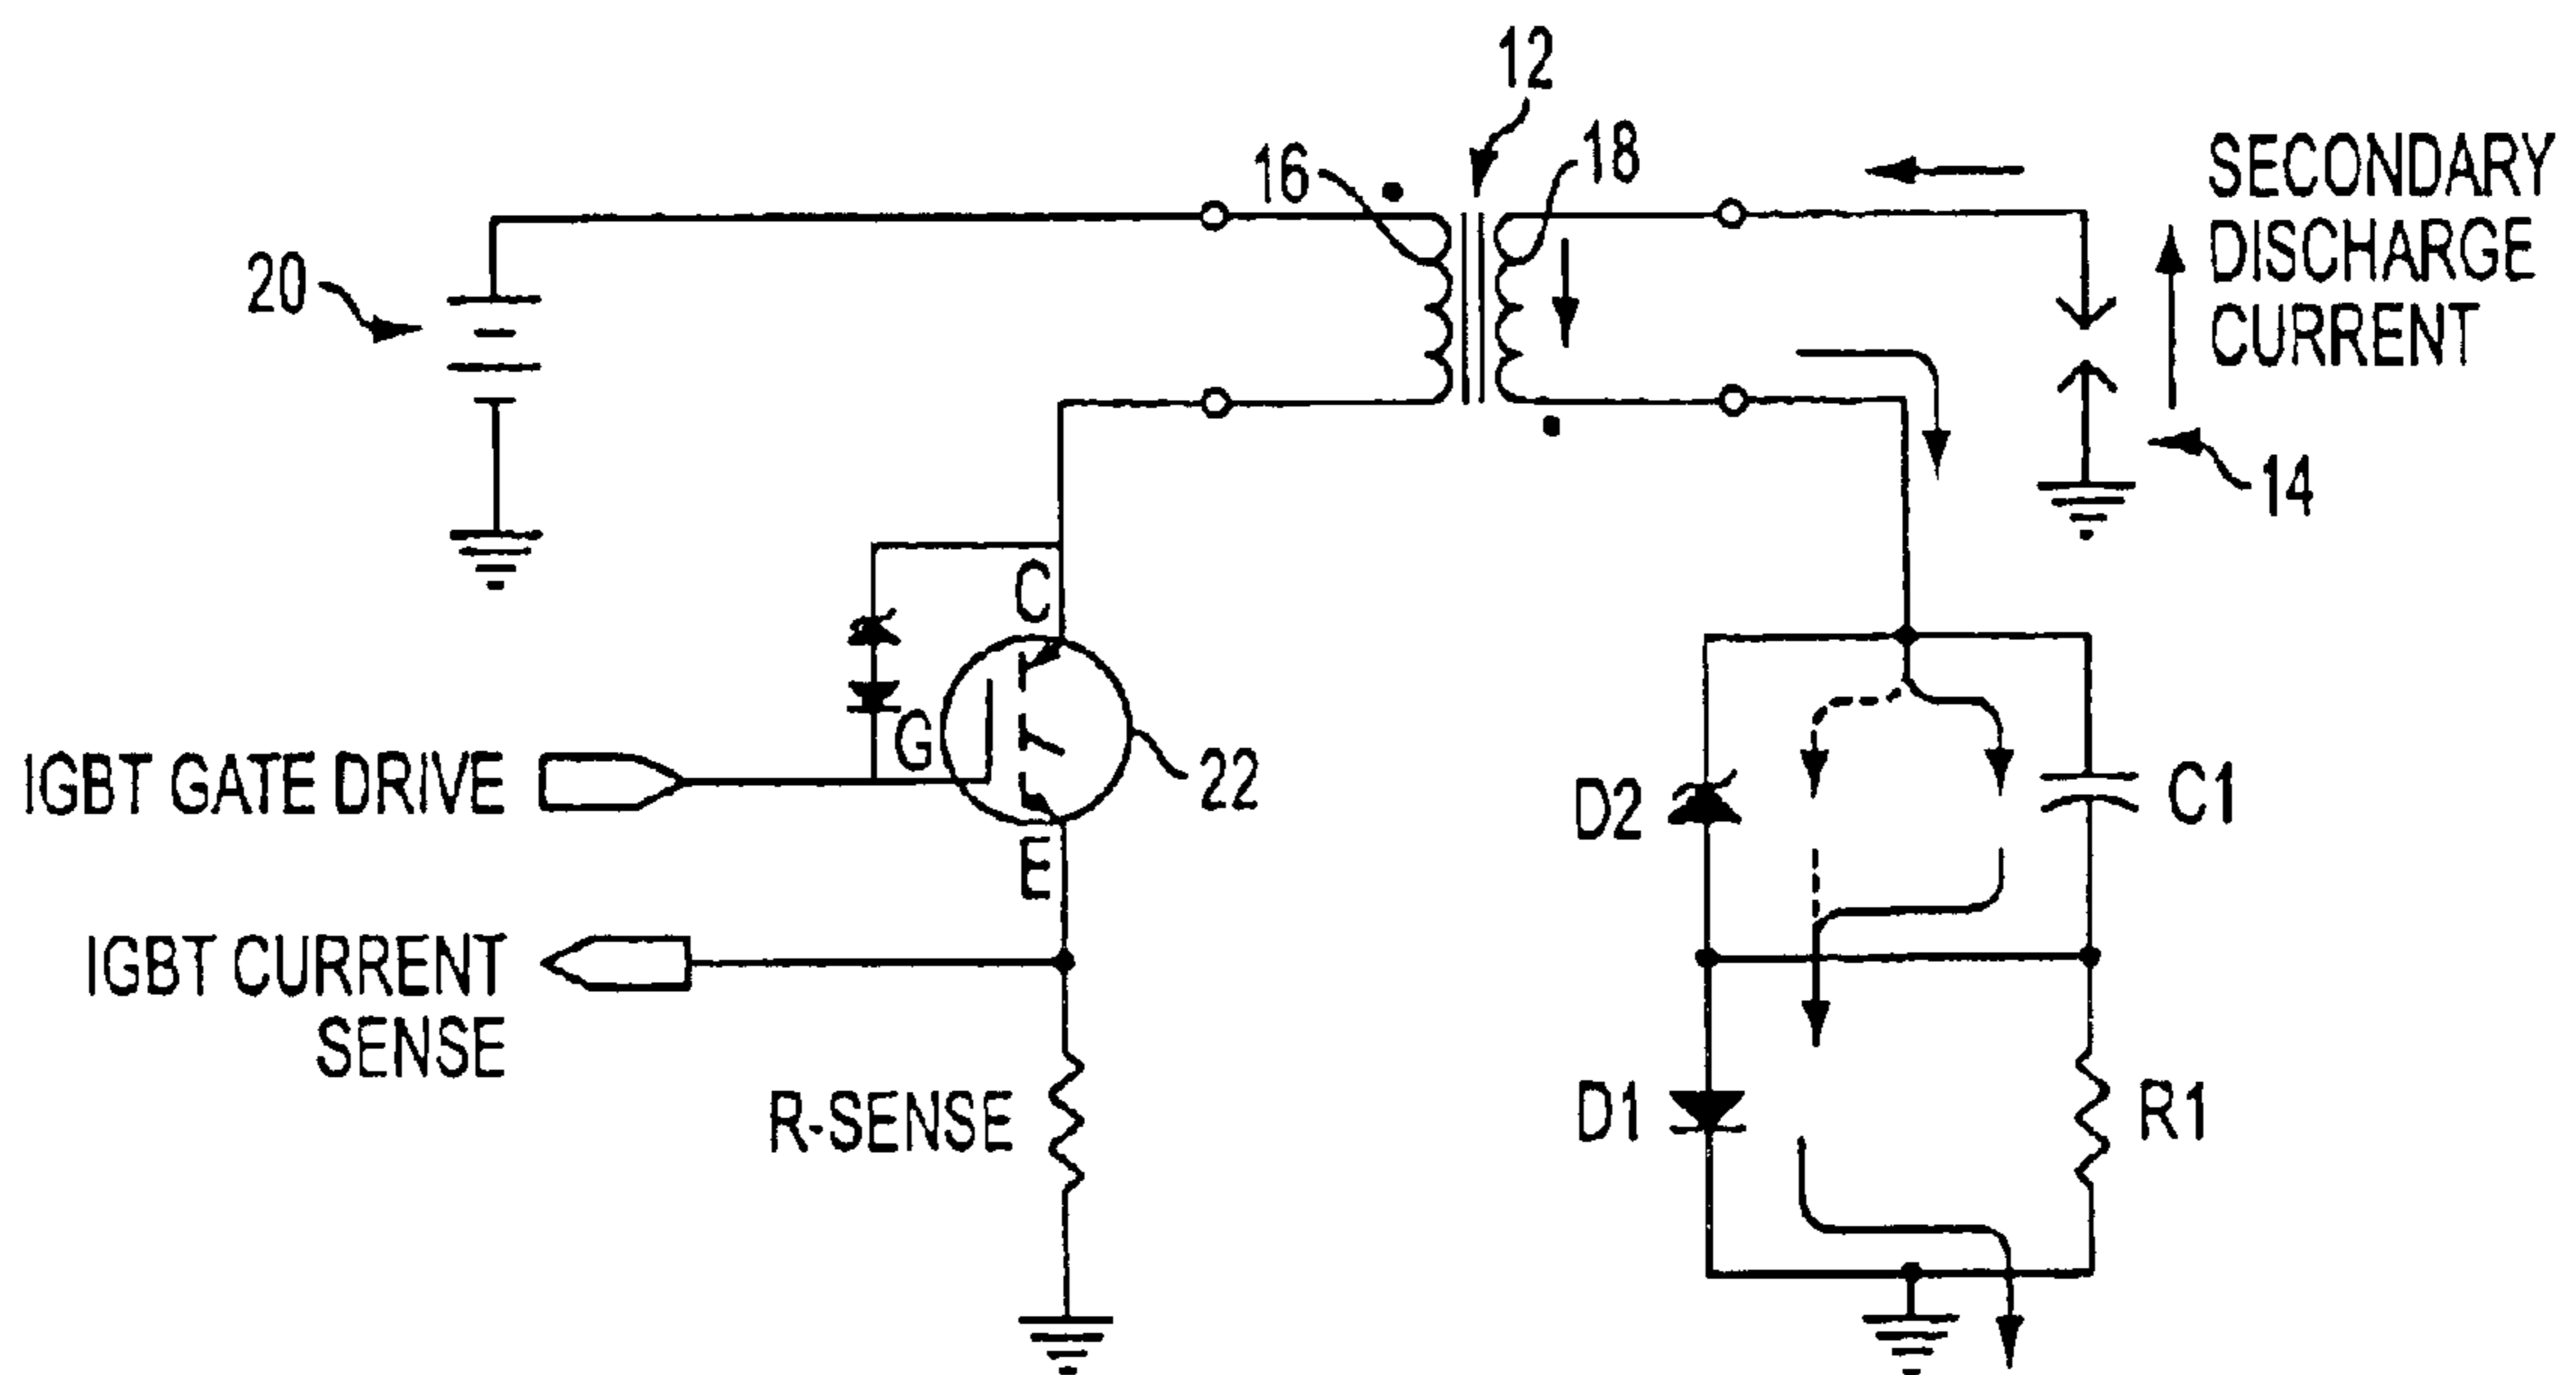 12
16
18
SECONDARY
DISCHARGE
CURRENT
20
14
C
G
IGBT GATE DRIVE
22
E
D2
C1
IGBT CURRENT
SENSE
R-SENSE
D1
R1